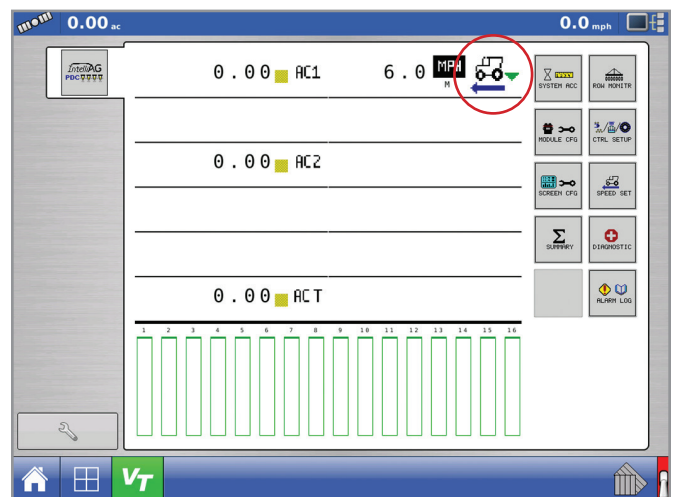 0.00 ac
0.0 mph
IntelliAG
PDC
0.00 AC1
6.0 MPH
M
0.00 AC2
0.00 ACT
1 2 3 4 5 6 7 8 9 10 11 12 13 14 15 16
SYSTEM ACC
ROW MONITR
MODULE CFG
CTRL SETUP
SCREEN CFG
SPEED SET
Σ
SUMMARY
DIAGNOSTIC
ALARM LOG
VT